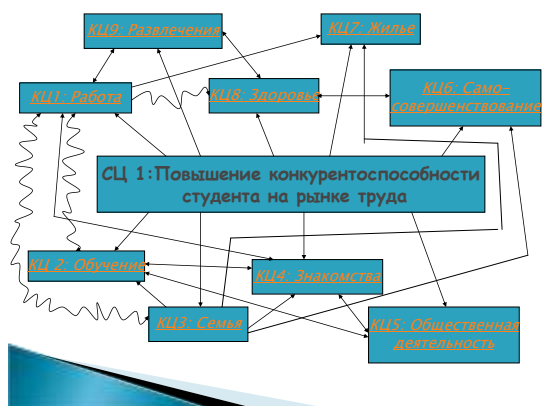 КЦ9: Развлечения
КЦ7: Жилье
КЦ1: Работа
КЦ8: Здоровье
КЦ6: Само-
совершенствование
СЦ 1:Повышение конкурентоспособности
студента на рынке труда
КЦ 2: Обучение
КЦ4: Знакомства
КЦ3: Семья
КЦ5: Общественная
деятельность